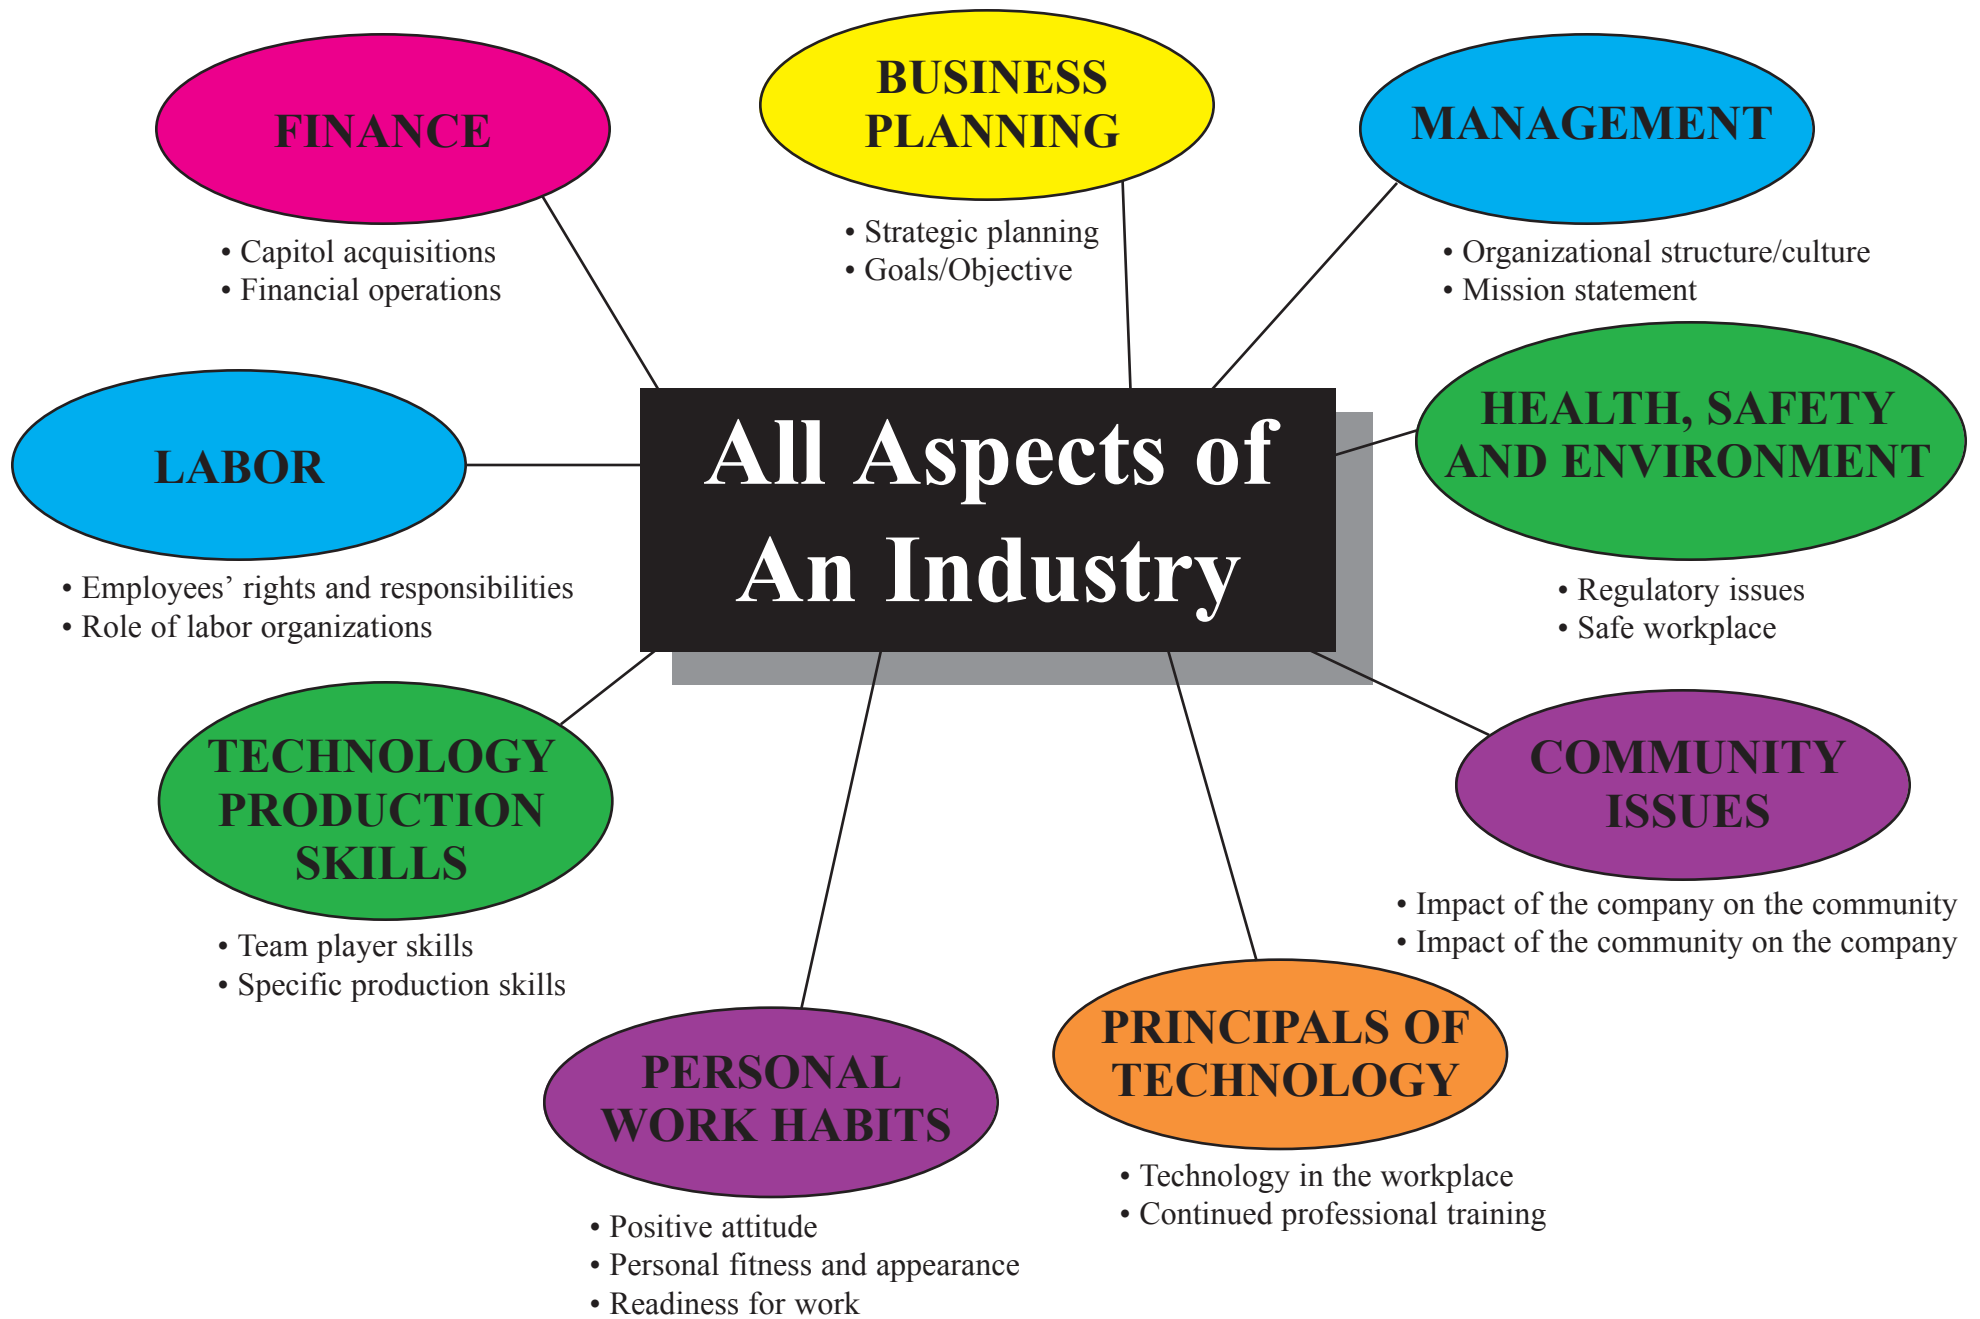 FINANCE
• Capitol acquisitions
• Financial operations
BUSINESS
PLANNING
• Strategic planning
• Goals/Objective
MANAGEMENT
• Organizational structure/culture
• Mission statement
LABOR
• Employees’ rights and responsibilities
• Role of labor organizations
All Aspects of
An Industry
HEALTH, SAFETY
AND ENVIRONMENT
• Regulatory issues
• Safe workplace
TECHNOLOGY
PRODUCTION
SKILLS
• Team player skills
• Specific production skills
COMMUNITY
ISSUES
• Impact of the company on the community
• Impact of the community on the company
PERSONAL
WORK HABITS
• Positive attitude
• Personal fitness and appearance
• Readiness for work
PRINCIPALS OF
TECHNOLOGY
• Technology in the workplace
• Continued professional training